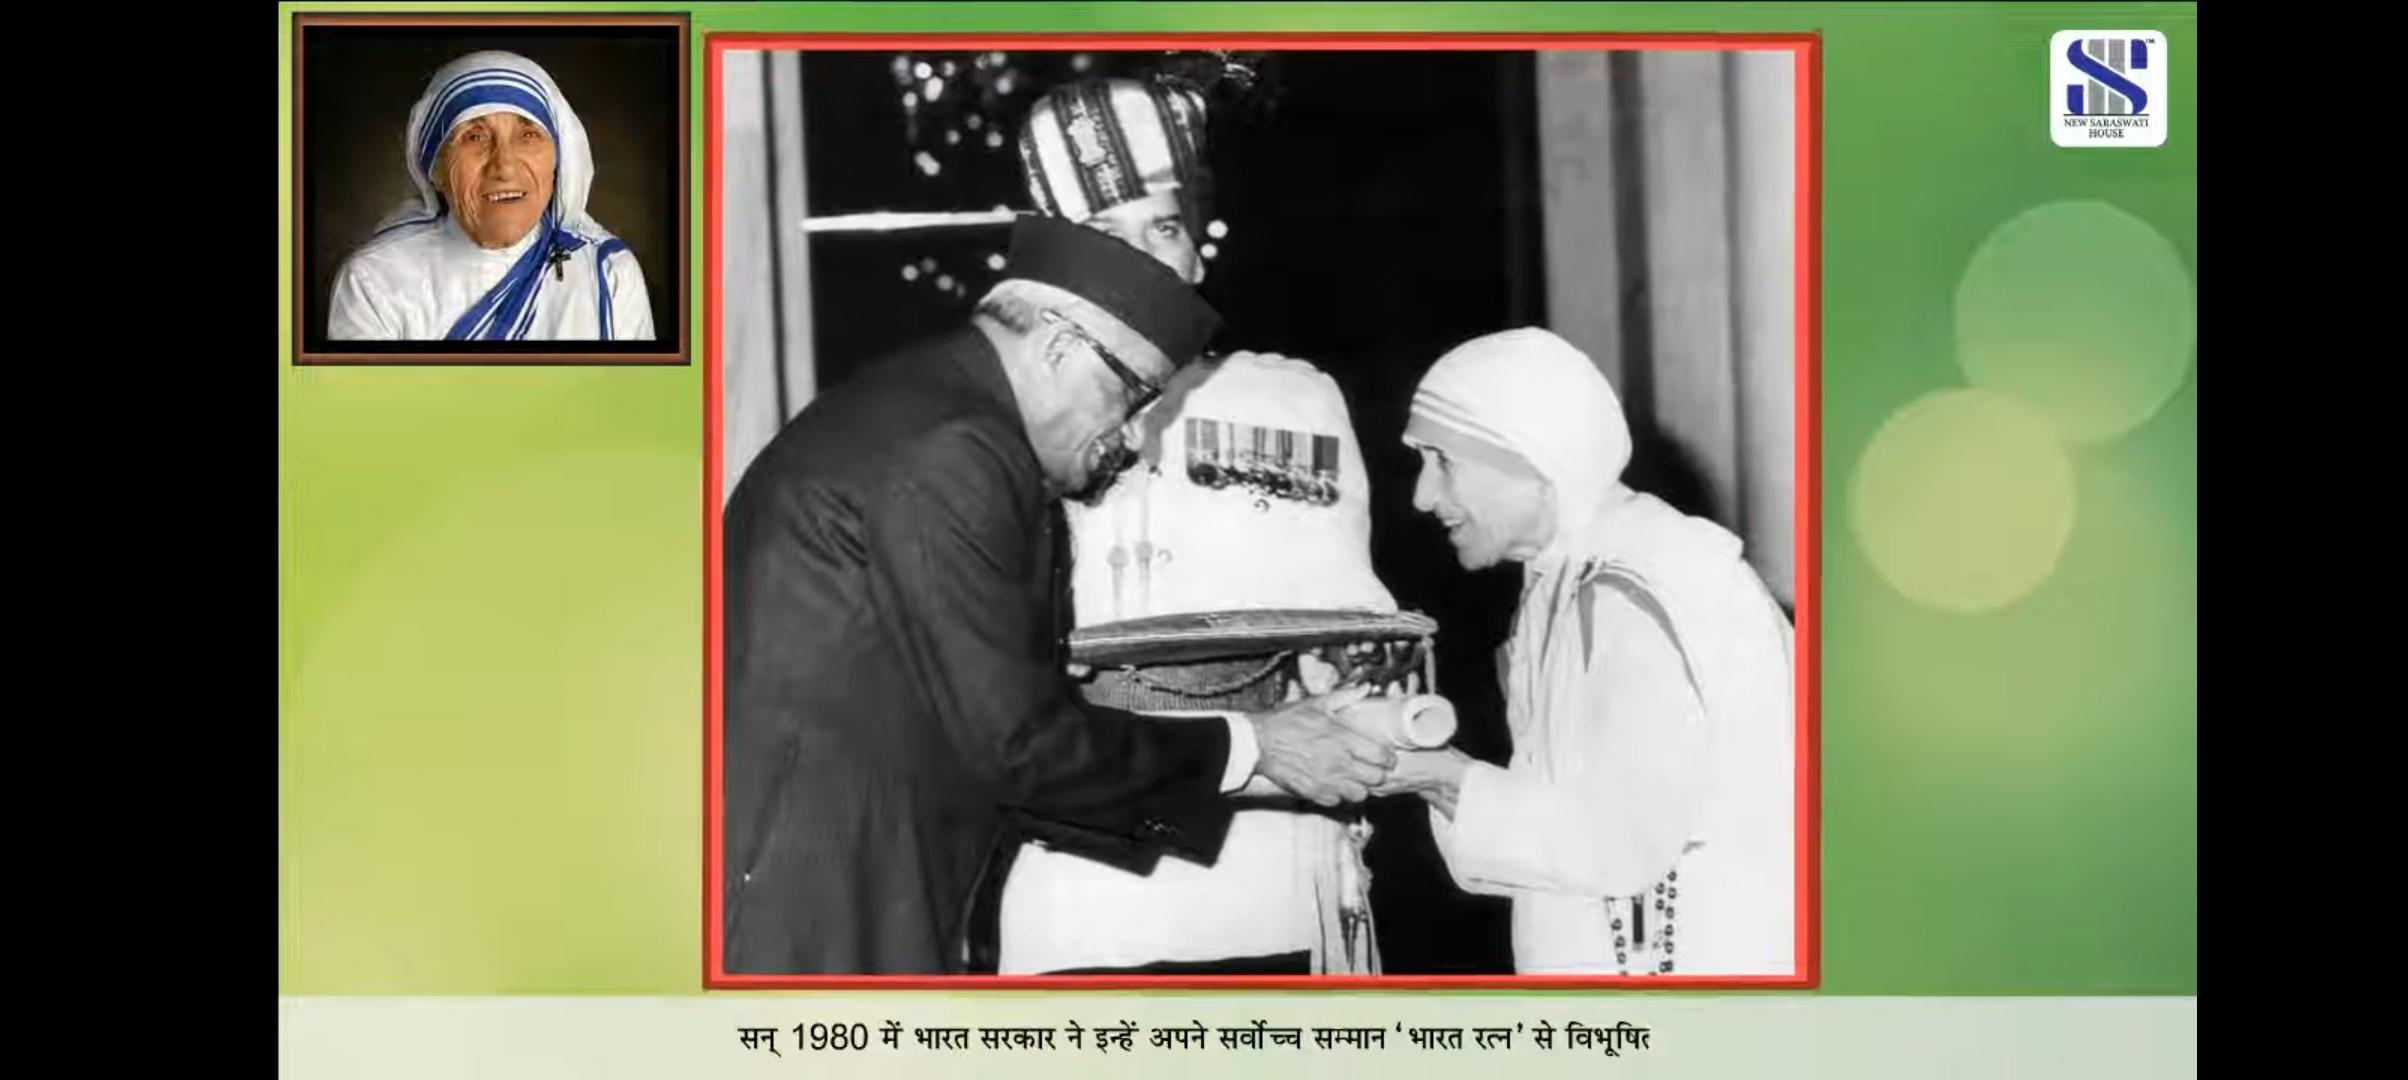 NEW SARASWATI
HOUSE
सन् 1980 में भारत सरकार ने इन्हें अपने सर्वोच्च सम्मान ‘भारत रत्न’ से